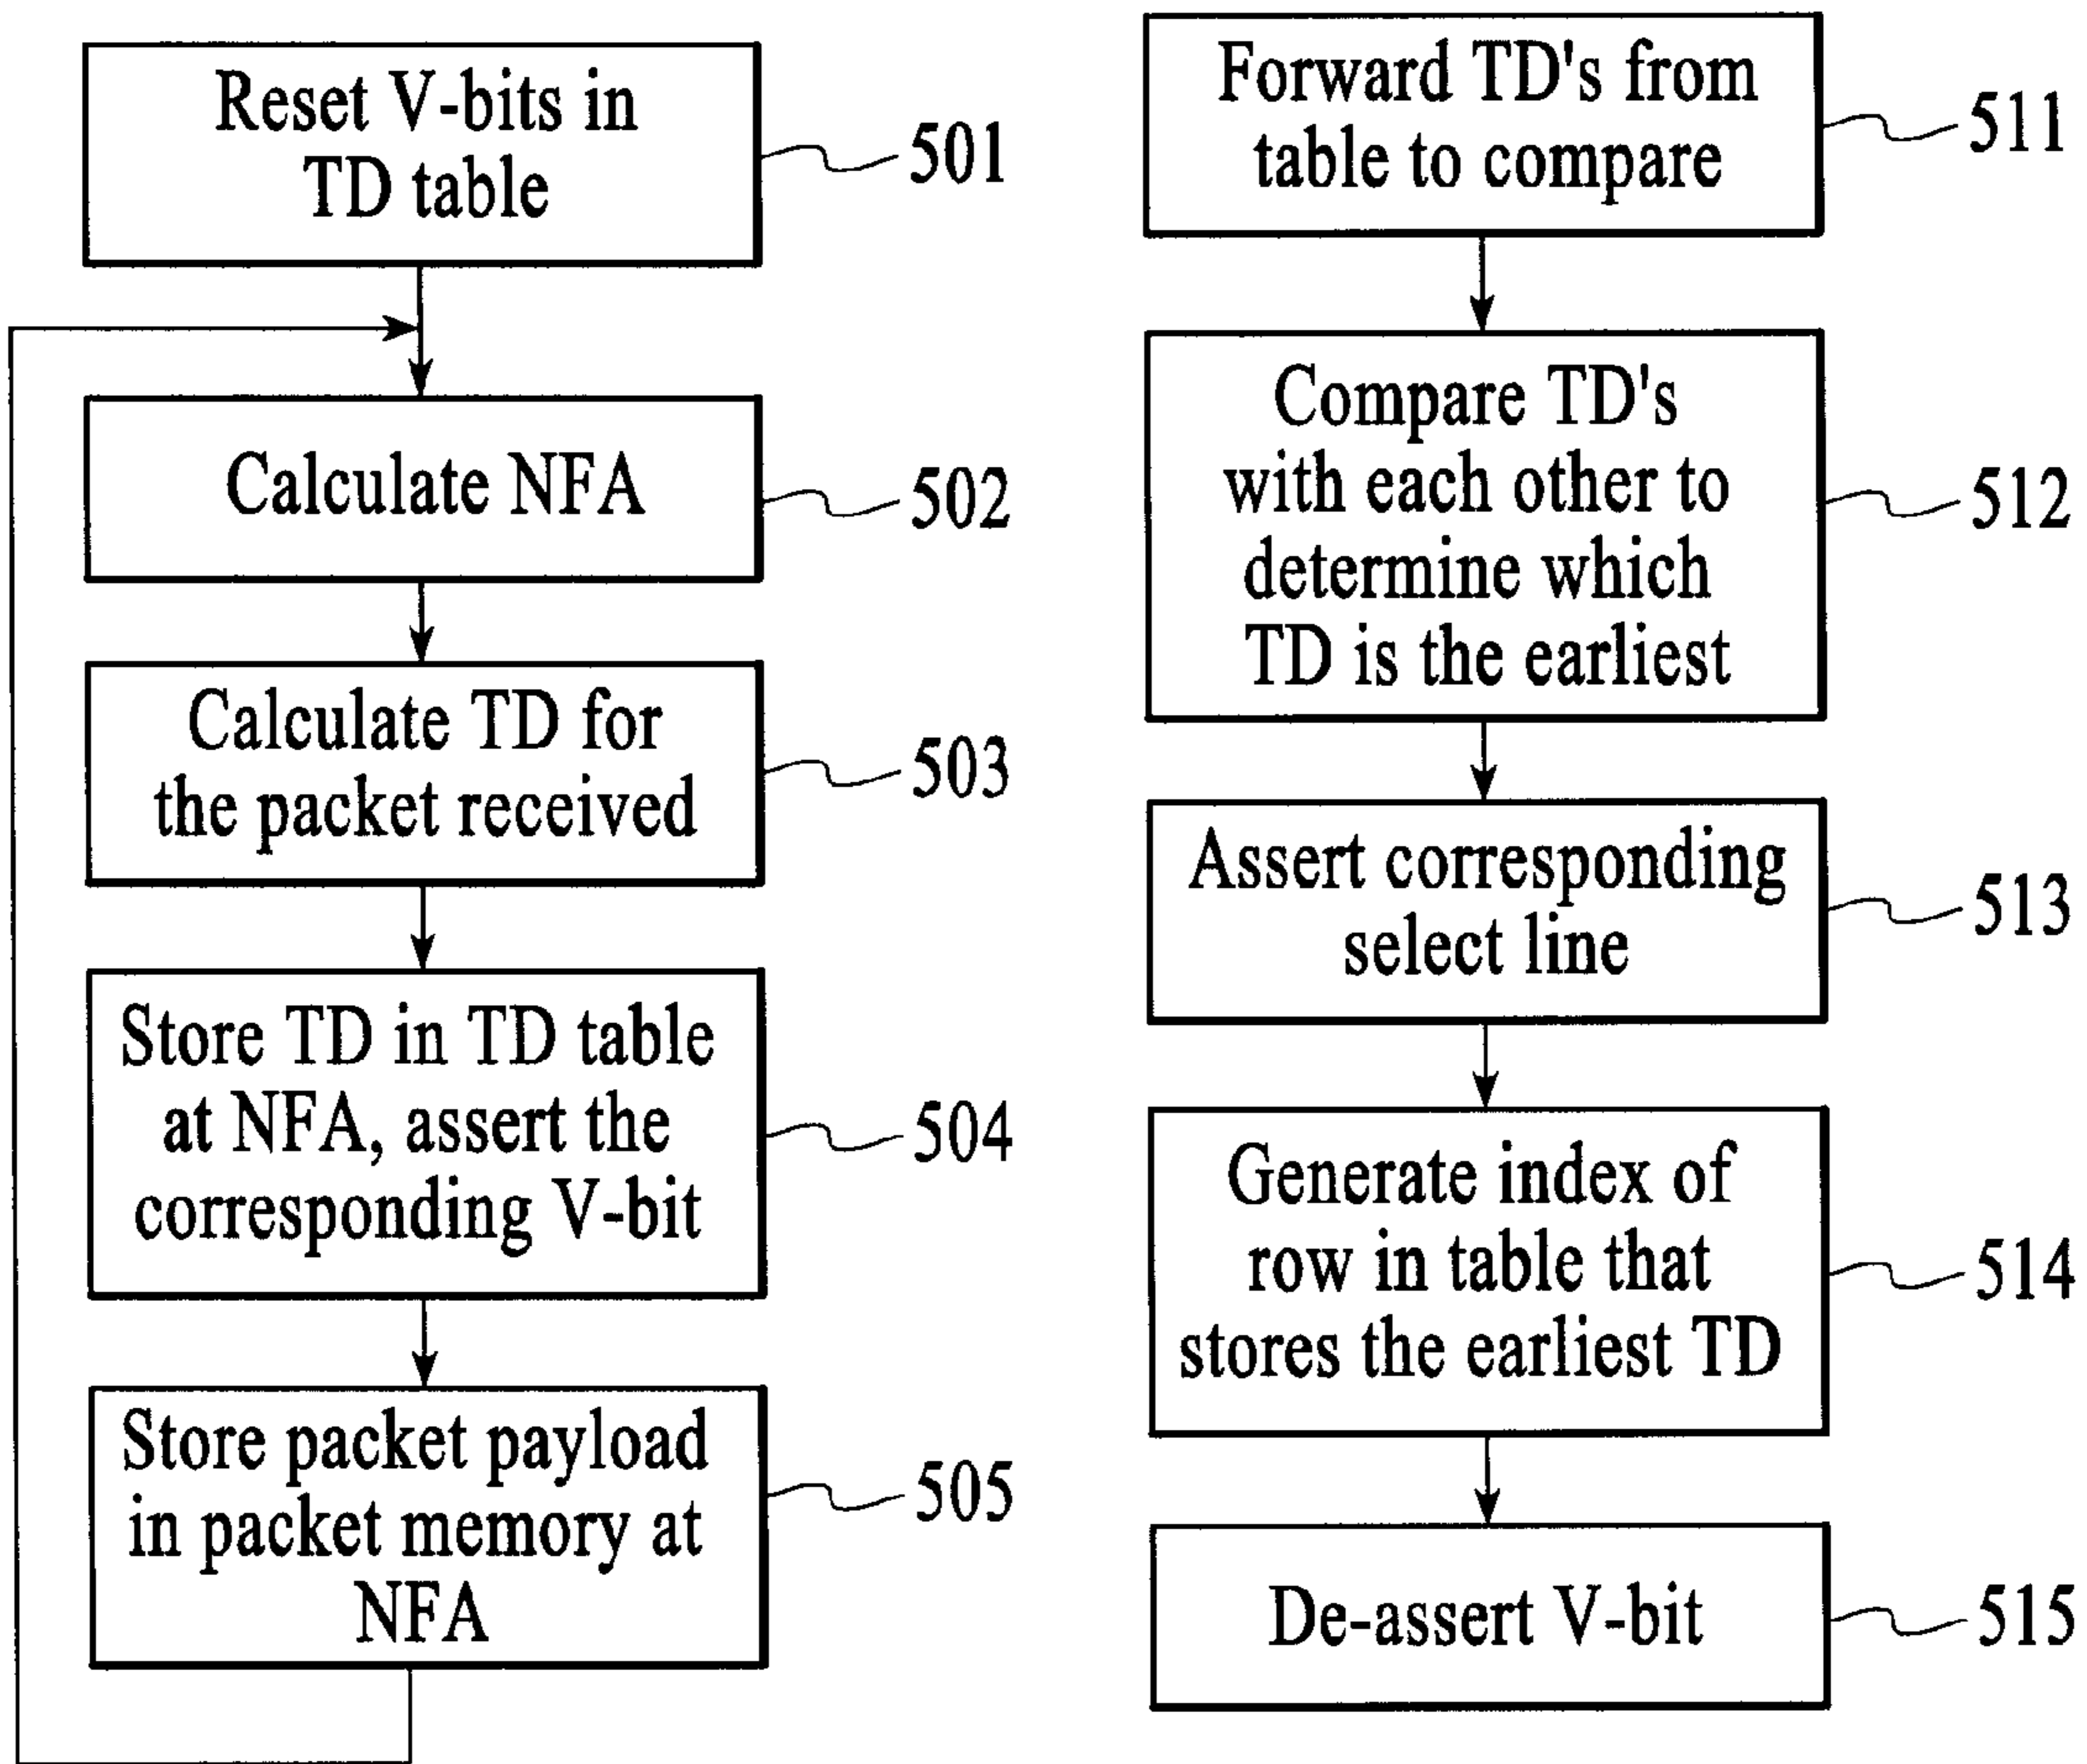 Reset V-bits in
TD table
501
Calculate NFA
502
Calculate TD for
the packet received
503
Store TD in TD table
at NFA, assert the
corresponding V-bit
504
Store packet payload
in packet memory at
NFA
505
Forward TD's from
table to compare
511
Compare TD's
with each other to
determine which
TD is the earliest
512
Assert corresponding
select line
513
Generate index of
row in table that
stores the earliest TD
514
De-assert V-bit
515